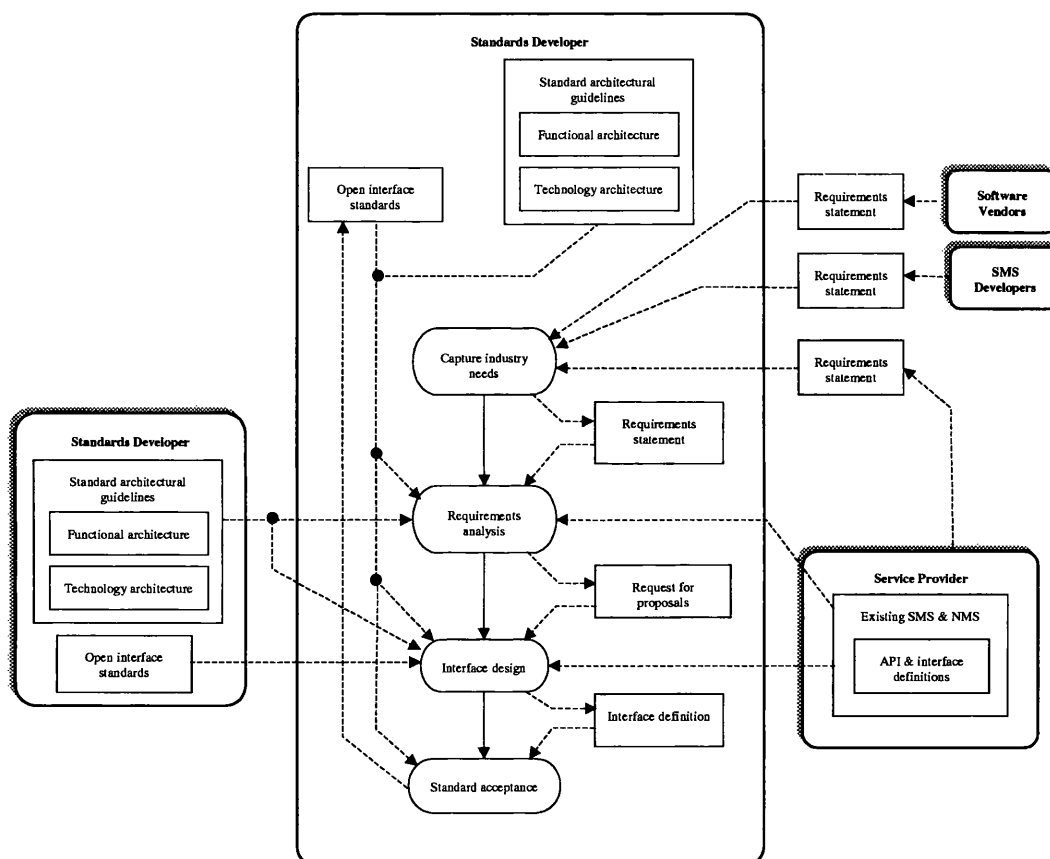 Standards Developer
Standard architectural
guidelines
Functional architecture
Technology architecture
Open interface
standards
Requirements
statement
Software
Vendors
Requirements
statement
SMS
Developers
Capture industry
needs
Requirements
statement
Requirements
statement
Standards Developer
Standard architectural
guidelines
Functional architecture
Technology architecture
Open interface
standards
Requirements
analysis
Request for
proposals
Service Provider
Existing SMS & NMS
API & interface
definitions
Interface design
Interface definition
Standard acceptance